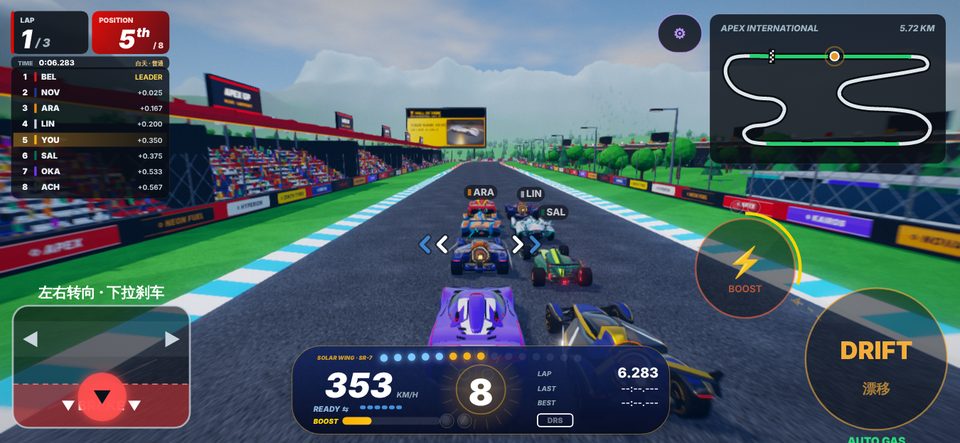 LAP
1 / 3
POSITION
5th / 8
TIME 0:06.283 白天 · 普通
1 BEL LEADER
2 NOV +0.025
3 ARA +0.167
4 LIN +0.200
5 YOU +0.350
6 SAL +0.375
7 OKA +0.533
8 ACH +0.567
APEX INTERNATIONAL 5.72 KM
ARA
LIN
SAL
APEX
NEON FUEL
HYPERION
KAIROS
左右转向 · 下拉刹车
BOOST
DRIFT
漂移
AUTO GAS
SOLAR WING · SR-7
353 KM/H
READY
BOOST
8
LAP 6.283
LAST --:--.---
BEST --:--.---
DRS